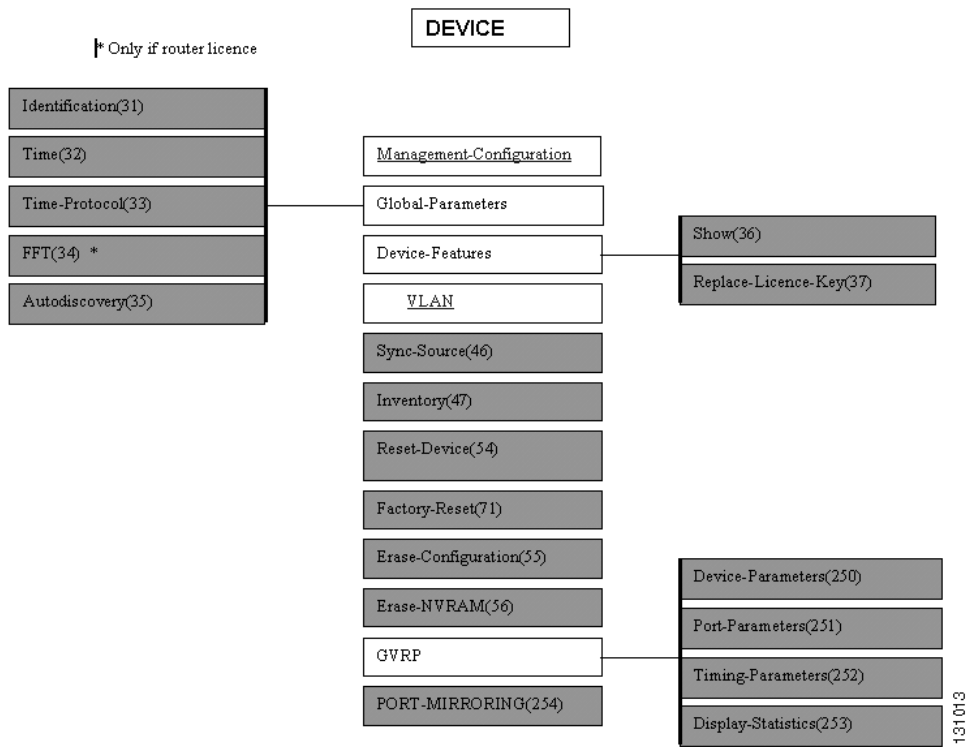 DEVICE
* Only if router licence
Identification(31)
Time(32)
Time-Protocol(33)
FFT(34) *
Autodiscovery(35)
Management-Configuration
Global-Parameters
Device-Features
VLAN
Sync-Source(46)
Inventory(47)
Reset-Device(54)
Factory-Reset(71)
Erase-Configuration(55)
Erase-NVRAM(56)
GVRP
PORT-MIRRORING(254)
Show(36)
Replace-Licence-Key(37)
Device-Parameters(250)
Port-Parameters(251)
Timing-Parameters(252)
Display-Statistics(253)
131013